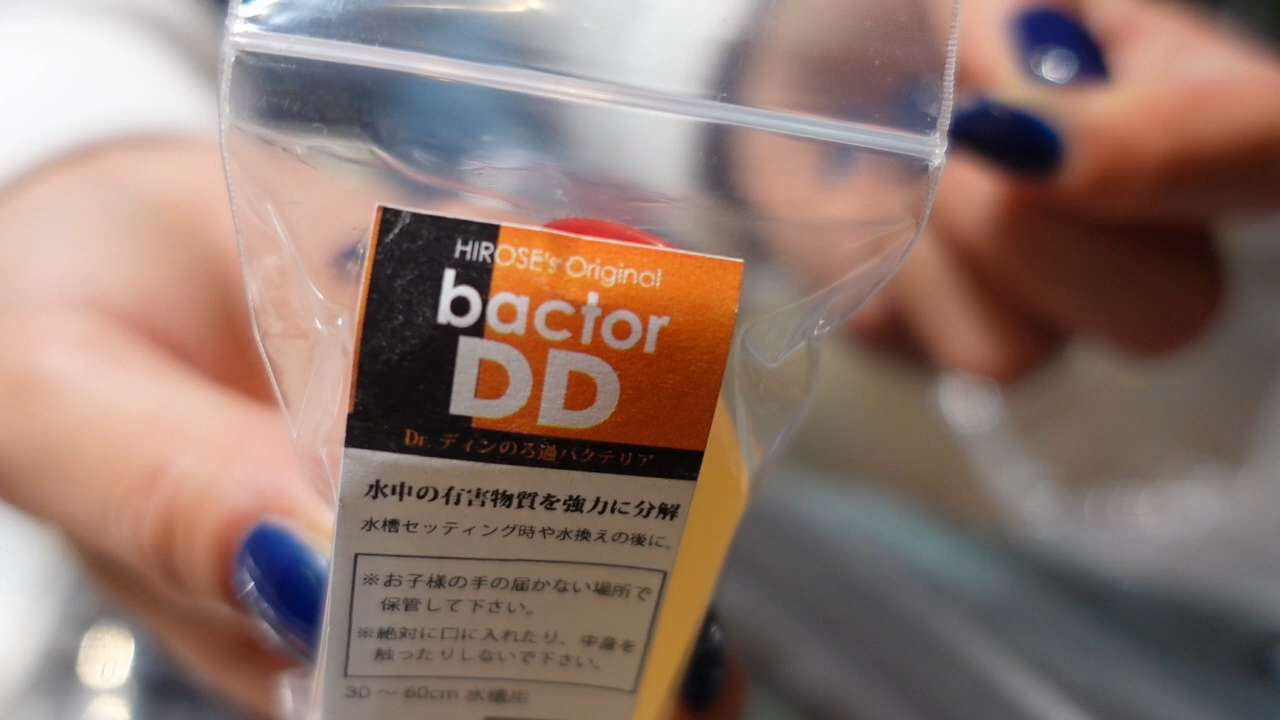 HIROSE's Original
bactor
DD
Dr. ディンのろ過バクテリア
水中の有害物質を強力に分解
水槽セッティング時や水換えの後に。
※お子様の手の届かない場所で
保管して下さい。
※絶対に口に入れたり、中身を
触ったりしないで下さい。
30～60cm 水槽用